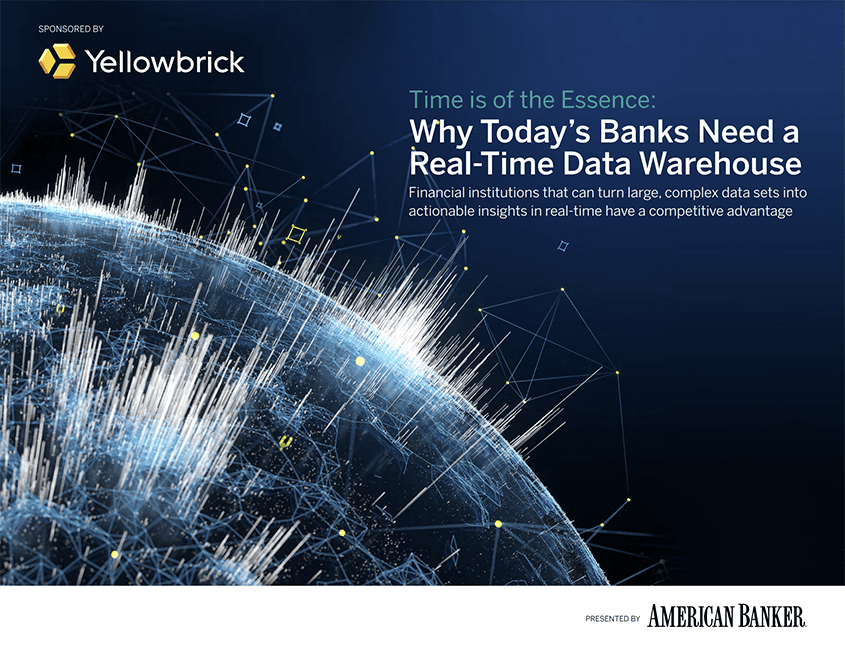 SPONSORED BY
Yellowbrick
Time is of the Essence:
Why Today's Banks Need a
Real-Time Data Warehouse
Financial institutions that can turn large, complex data sets into
actionable insights in real-time have a competitive advantage
PRESENTED BY AMERICAN BANKER